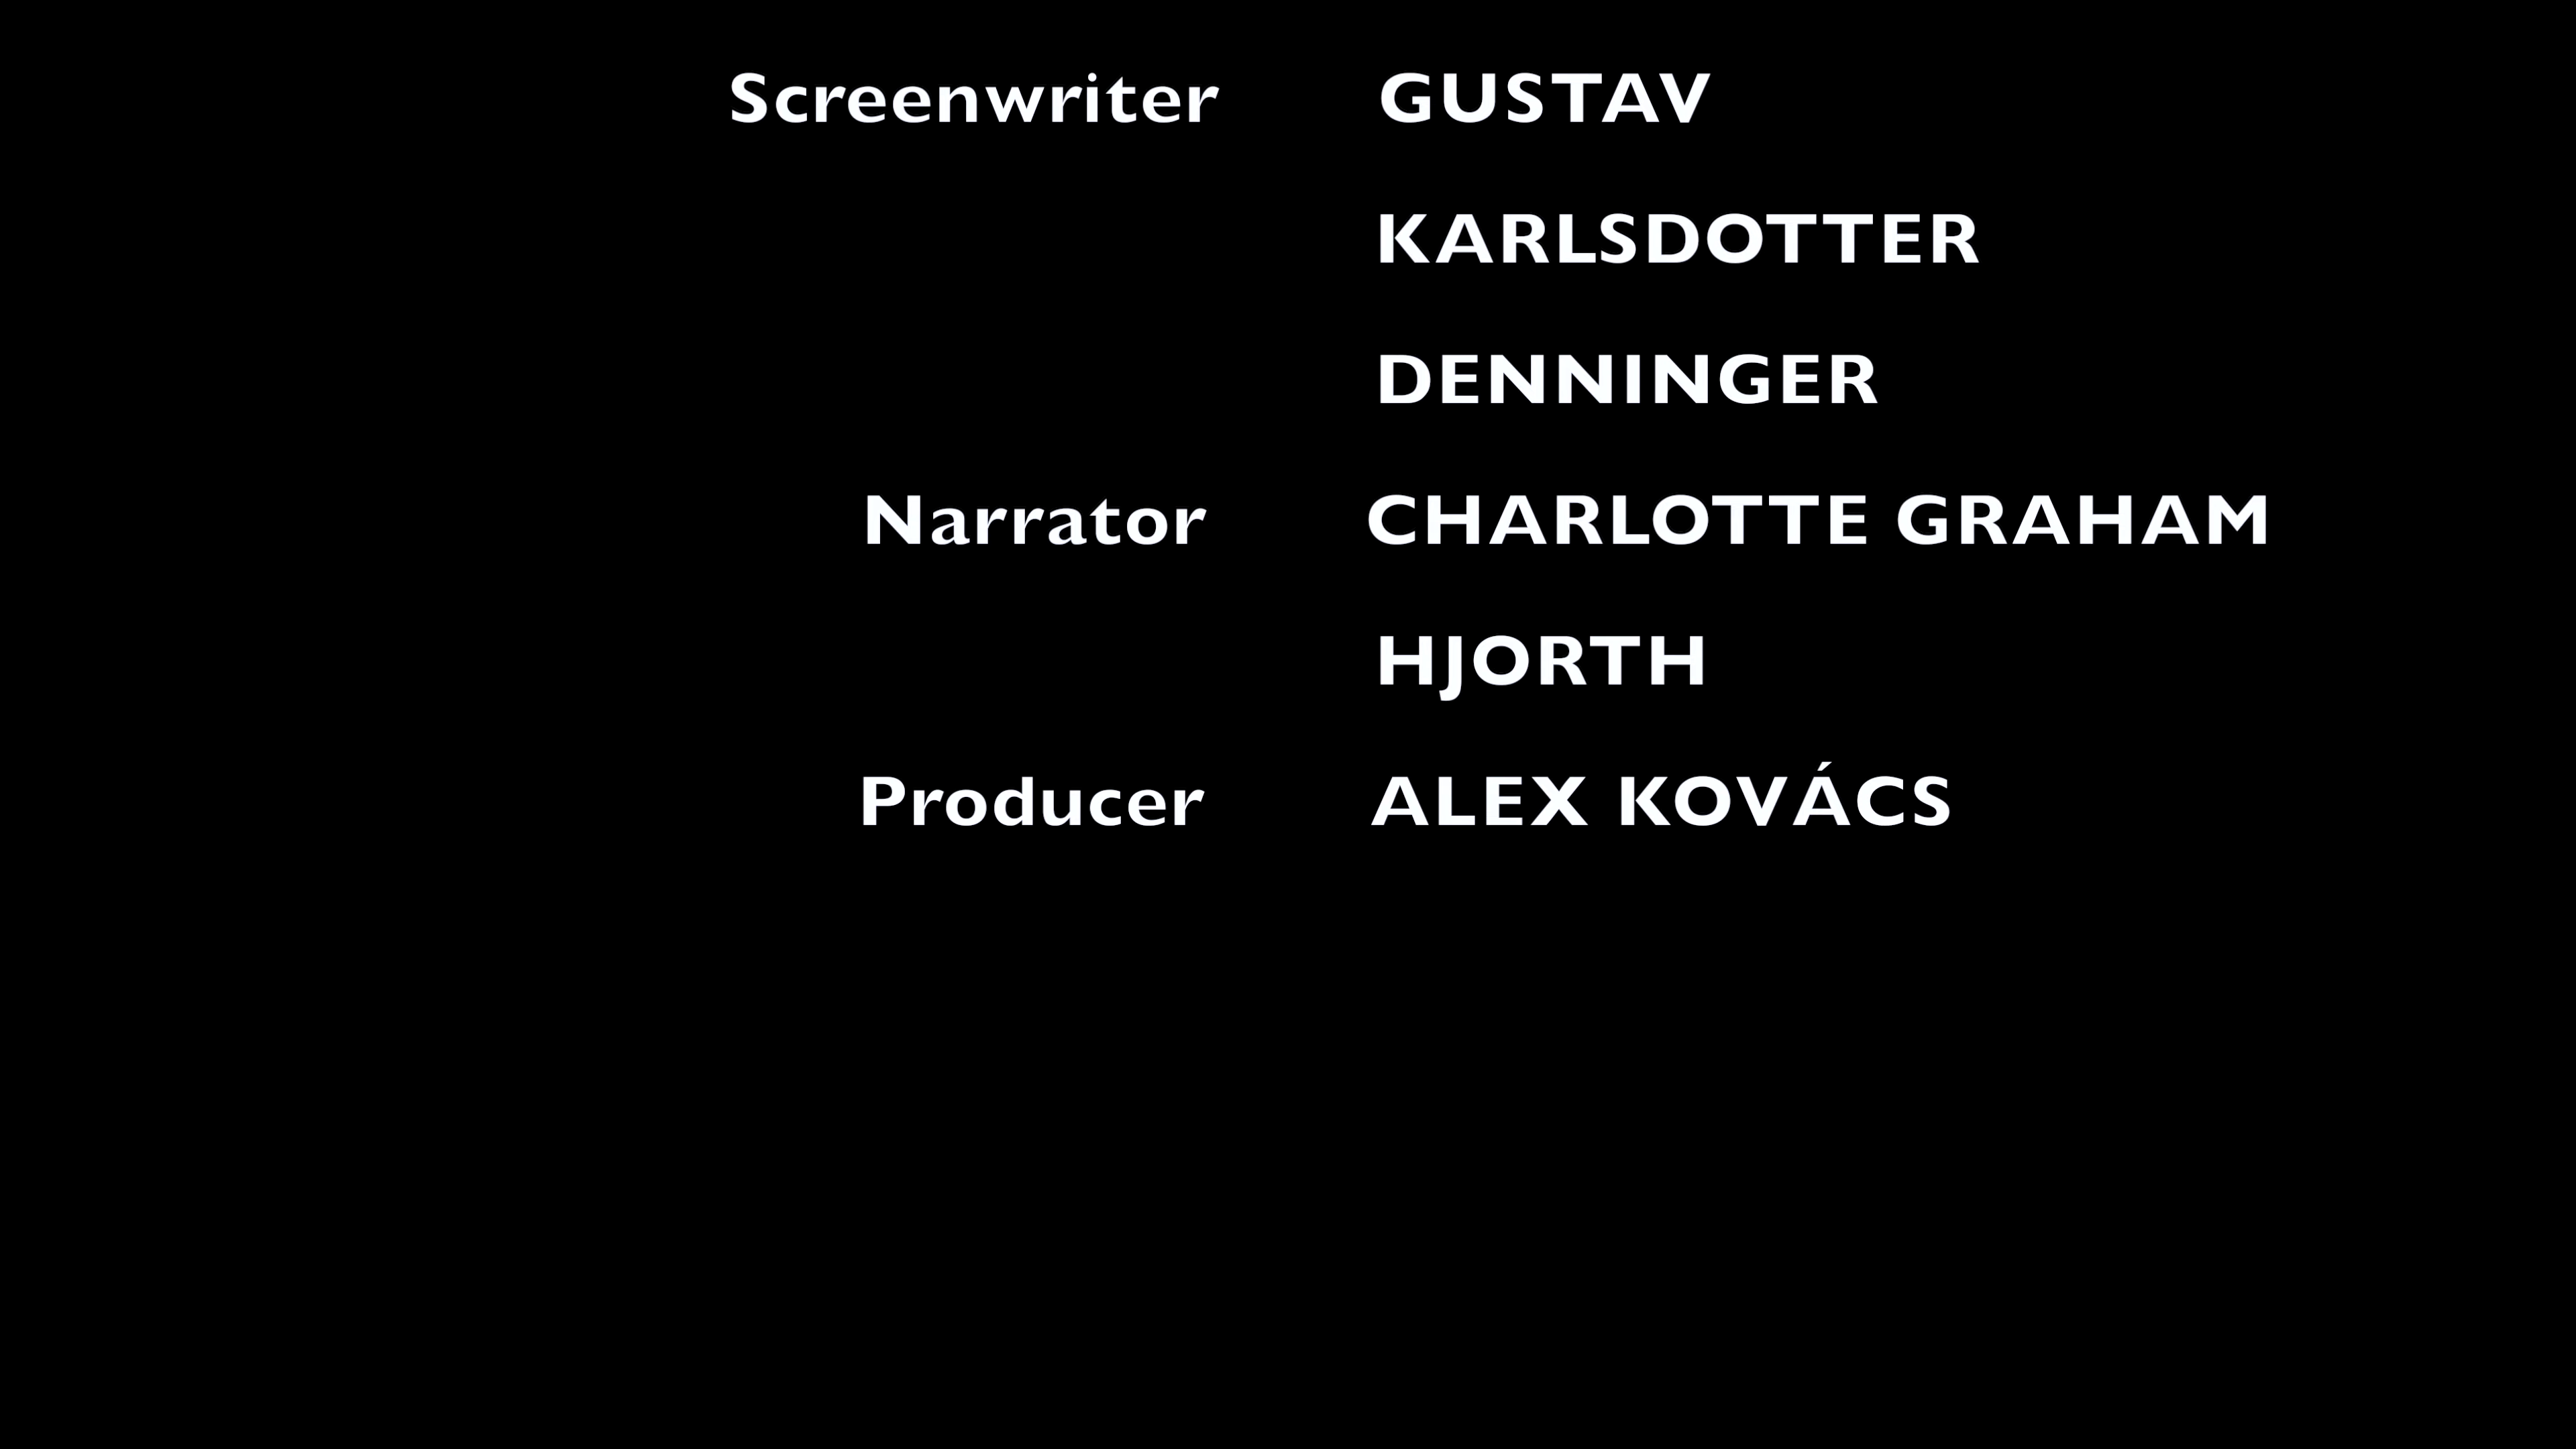 Screenwriter GUSTAV
KARLSDOTTER
DENNINGER
Narrator CHARLOTTE GRAHAM
HJORTH
Producer ALEX KOVÁCS